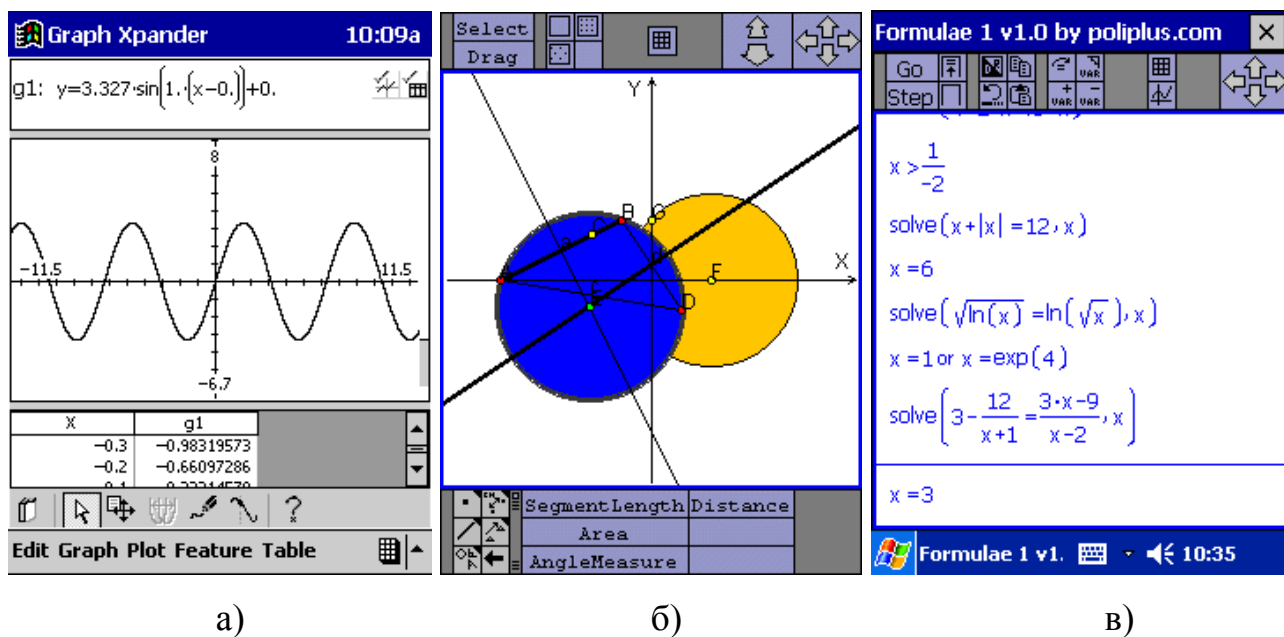 Graph Xpander 10:09a
g1: y=3.327·sin(1.·(x−0.))+0.
8
−11.5 11.5
−6.7
X g1
−0.3 −0.98319573
−0.2 −0.66097286
Edit Graph Plot Feature Table
а)
Select
Drag
Y
B
X
F
D
SegmentLength Distance
Area
AngleMeasure
б)
Formulae 1 v1.0 by poliplus.com
Go VAR
Step VAR VAR
x>1/-2
solve(x+|x|=12,x)
x=6
solve(√ln(x)=ln(√x),x)
x=1 or x=exp(4)
solve(3-12/x+1=3·x-9/x-2,x)
x=3
Formulae 1 v1. 10:35
в)